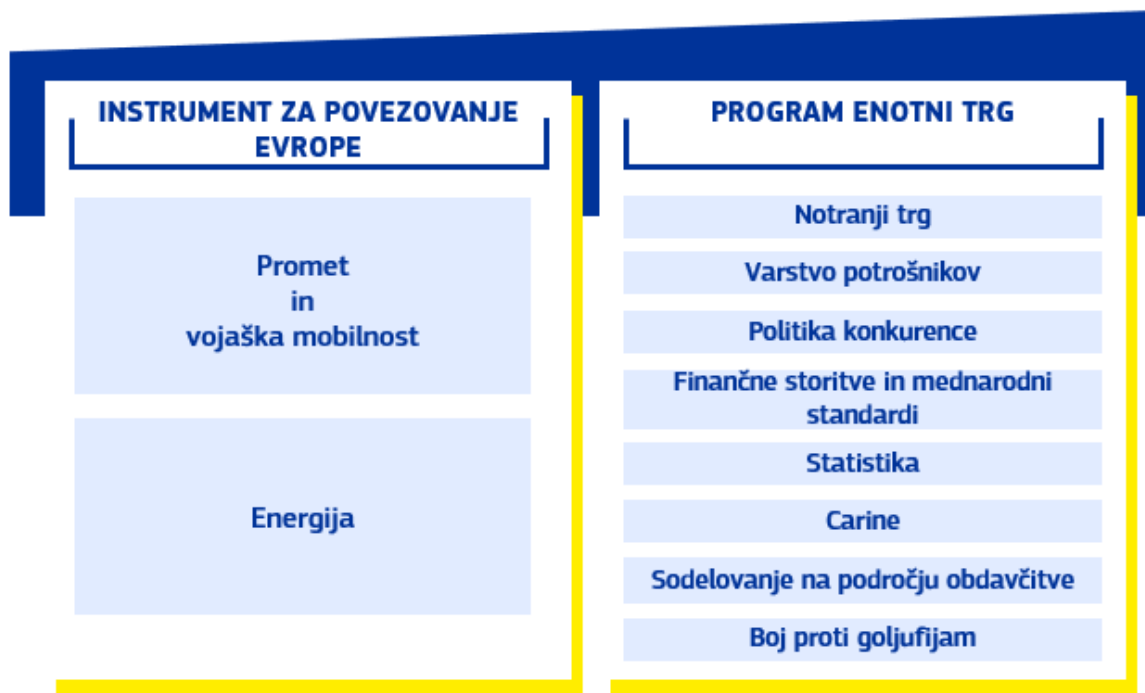 INSTRUMENT ZA POVEZOVANJE
EVROPE
Promet
in
vojaška mobilnost
Energija
PROGRAM ENOTNI TRG
Notranji trg
Varstvo potrošnikov
Politika konkurence
Finančne storitve in mednarodni
standardi
Statistika
Carine
Sodelovanje na področju obdavčitve
Boj proti goljufijam